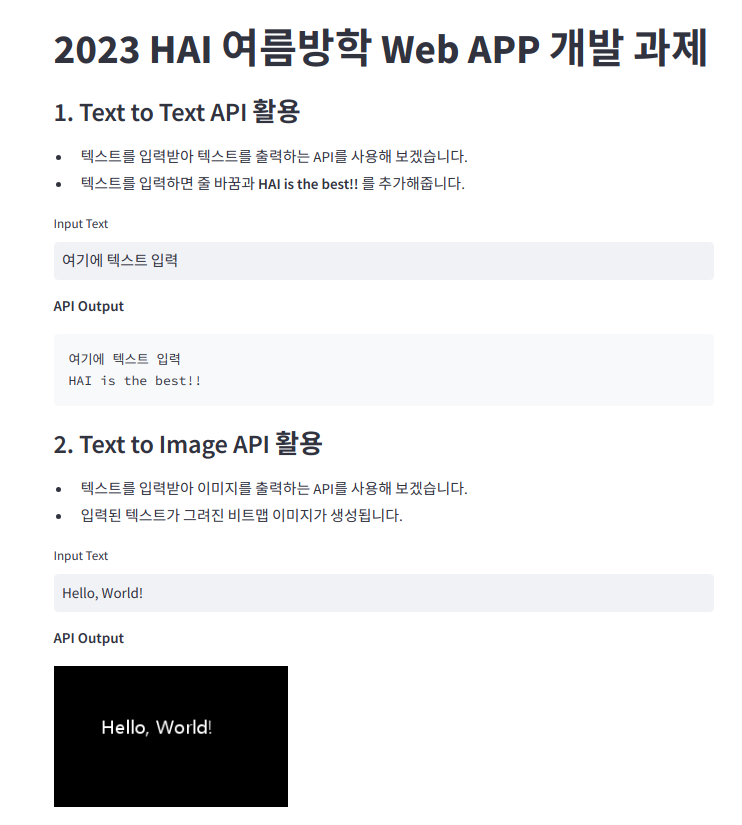 2023 HAI 여름방학 Web APP 개발 과제
1. Text to Text API 활용
• 텍스트를 입력받아 텍스트를 출력하는 API를 사용해 보겠습니다.
• 텍스트를 입력하면 줄 바꿈과 HAI is the best!! 를 추가해줍니다.
Input Text
여기에 텍스트 입력
API Output
여기에 텍스트 입력
HAI is the best!!
2. Text to Image API 활용
• 텍스트를 입력받아 이미지를 출력하는 API를 사용해 보겠습니다.
• 입력된 텍스트가 그려진 비트맵 이미지가 생성됩니다.
Input Text
Hello, World!
API Output
Hello, World!